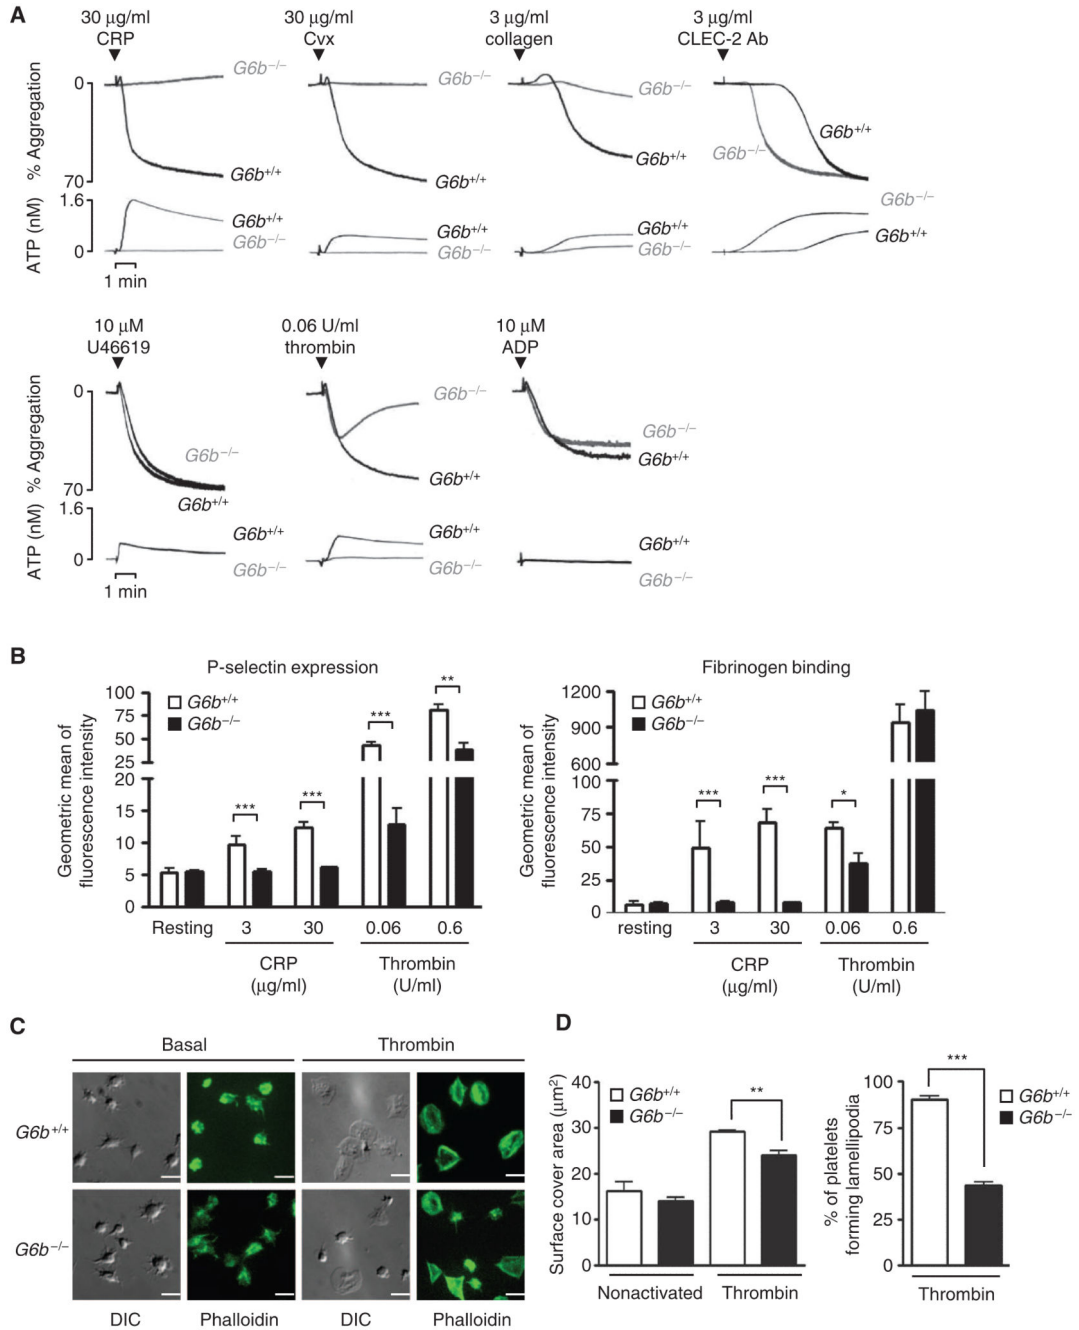 A
30 μg/ml
CRP
30 μg/ml
Cvx
3 μg/ml
collagen
3 μg/ml
CLEC-2 Ab
% Aggregation
0
70
G6b–/–
G6b+/+
G6b–/–
G6b+/+
G6b–/–
G6b+/+
G6b+/+
G6b–/–
ATP (nM)
1.6
0
G6b+/+
G6b–/–
G6b+/+
G6b–/–
G6b+/+
G6b–/–
G6b–/–
G6b+/+
1 min
10 μM
U46619
0.06 U/ml
thrombin
10 μM
ADP
% Aggregation
0
70
G6b–/–
G6b+/+
G6b–/–
G6b+/+
G6b–/–
G6b+/+
ATP (nM)
1.6
0
G6b+/+
G6b–/–
G6b+/+
G6b–/–
G6b+/+
G6b–/–
1 min
B
P-selectin expression
Geometric mean of
fluorescence intensity
100
75
50
25
20
15
10
5
0
G6b+/+
G6b–/–
***
***
***
**
Resting
3
30
0.06
0.6
CRP
(μg/ml)
Thrombin
(U/ml)
Fibrinogen binding
Geometric mean of
fluorescence intensity
1200
900
600
100
75
50
25
0
G6b+/+
G6b–/–
***
***
*
resting
3
30
0.06
0.6
CRP
(μg/ml)
Thrombin
(U/ml)
C
Basal
Thrombin
G6b+/+
G6b–/–
DIC
Phalloidin
DIC
Phalloidin
D
Surface cover area (μm2)
40
30
20
10
0
G6b+/+
G6b–/–
**
Nonactivated
Thrombin
% of platelets
forming lamellipodia
100
75
50
25
0
***
G6b+/+
G6b–/–
Thrombin